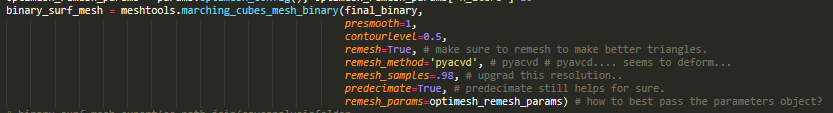 binary_surf_mesh = meshtools.marching_cubes_mesh_binary(final_binary,
presmooth=1,
contourlevel=0.5,
remesh=True, # make sure to remesh to make better triangles.
remesh_method='pyacvd', # pyacvd # pyacvd.... seems to deform...
remesh_samples=.98, # upgrad this resolution..
predecimate=True, # predecimate still helps for sure.
remesh_params=optimesh_remesh_params) # how to best pass the parameters object?